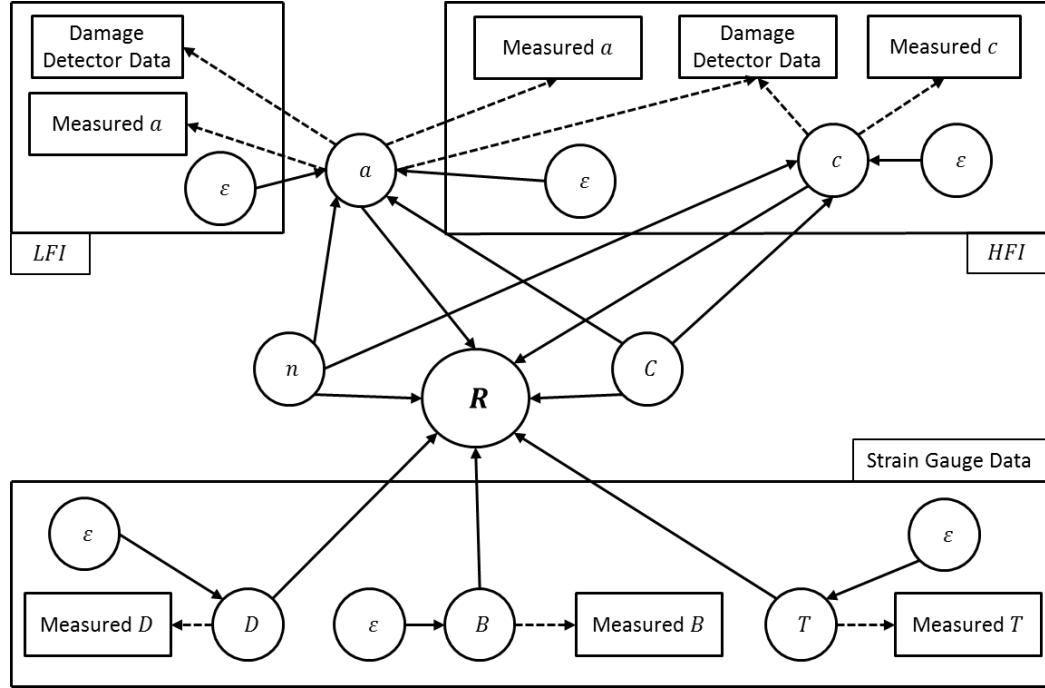 Damage
Detector Data
Measured a
ε
LFI
a
Measured a
Damage
Detector Data
Measured c
ε
c
ε
HFI
n
R
C
Strain Gauge Data
ε
ε
Measured D
D
ε
B
Measured B
T
Measured T